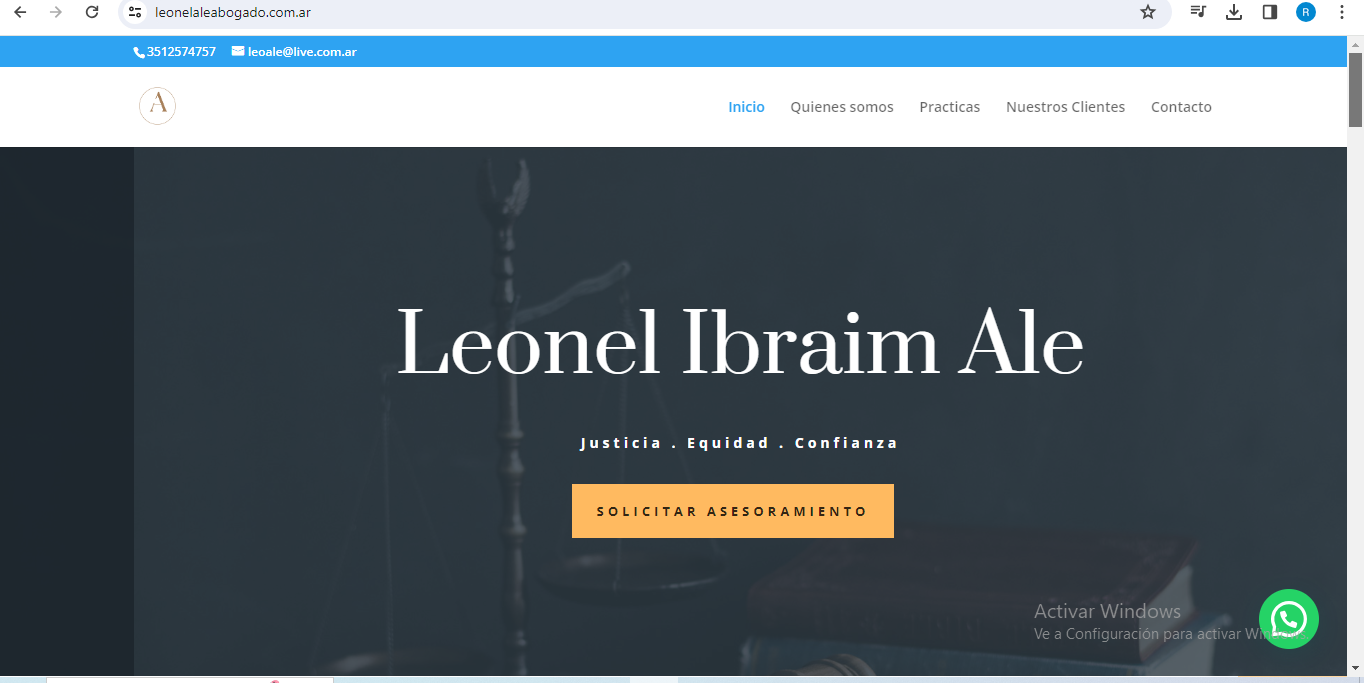 leonelaleabogado.com.ar
R
3512574757 leoale@live.com.ar
A
Inicio Quienes somos Practicas Nuestros Clientes Contacto
Leonel Ibraim Ale
Justicia . Equidad . Confianza
SOLICITAR ASESORAMIENTO
Activar Windows
Ve a Configuración para activar Windows.